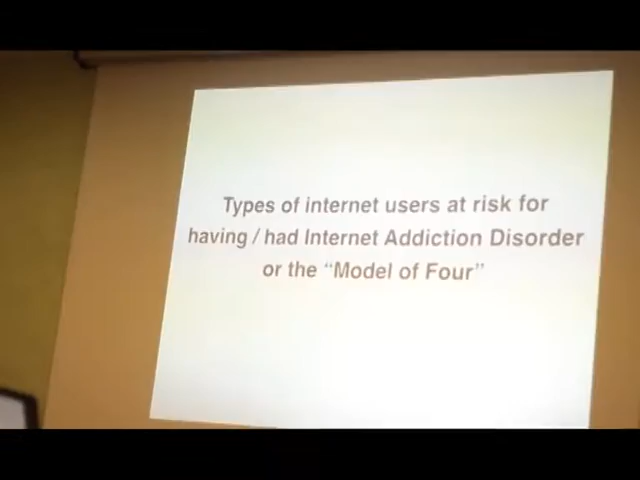 Types of internet users at risk for
having / had Internet Addiction Disorder
or the “Model of Four”